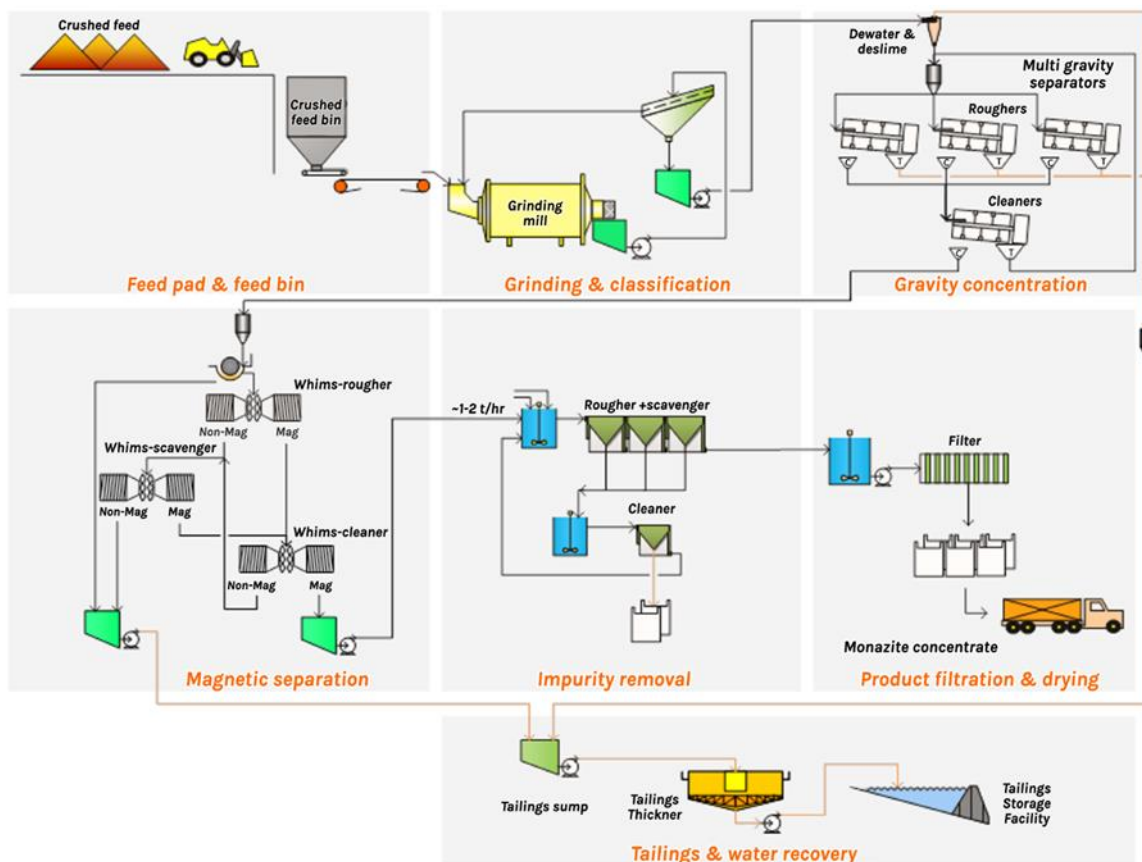 Crushed feed
Crushed
feed bin
Feed pad & feed bin
Grinding
mill
Grinding & classification
Dewater &
deslime
Multi gravity
separators
Roughers
C
T
C
T
C
T
Cleaners
C
T
Gravity concentration
Whims-rougher
Non-Mag
Mag
Whims-scavenger
Non-Mag
Mag
Whims-cleaner
Non-Mag
Mag
Magnetic separation
~1-2 t/hr
Rougher +scavenger
Cleaner
Impurity removal
Filter
Monazite concentrate
Product filtration & drying
Tailings sump
Tailings
Thickner
Tailings
Storage
Facility
Tailings & water recovery